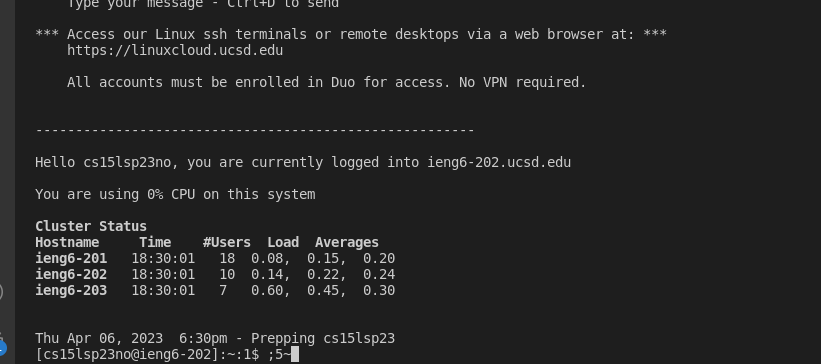 Type your message - Ctrl+D to send
*** Access our Linux ssh terminals or remote desktops via a web browser at: ***
https://linuxcloud.ucsd.edu
All accounts must be enrolled in Duo for access. No VPN required.
-------------------------------------------------------
Hello cs15lsp23no, you are currently logged into ieng6-202.ucsd.edu
You are using 0% CPU on this system
Cluster Status
Hostname     Time    #Users  Load  Averages
ieng6-201   18:30:01   18  0.08,  0.15,  0.20
ieng6-202   18:30:01   10  0.14,  0.22,  0.24
ieng6-203   18:30:01   7   0.60,  0.45,  0.30
Thu Apr 06, 2023  6:30pm - Prepping cs15lsp23
[cs15lsp23no@ieng6-202]:~:1$ ;5~